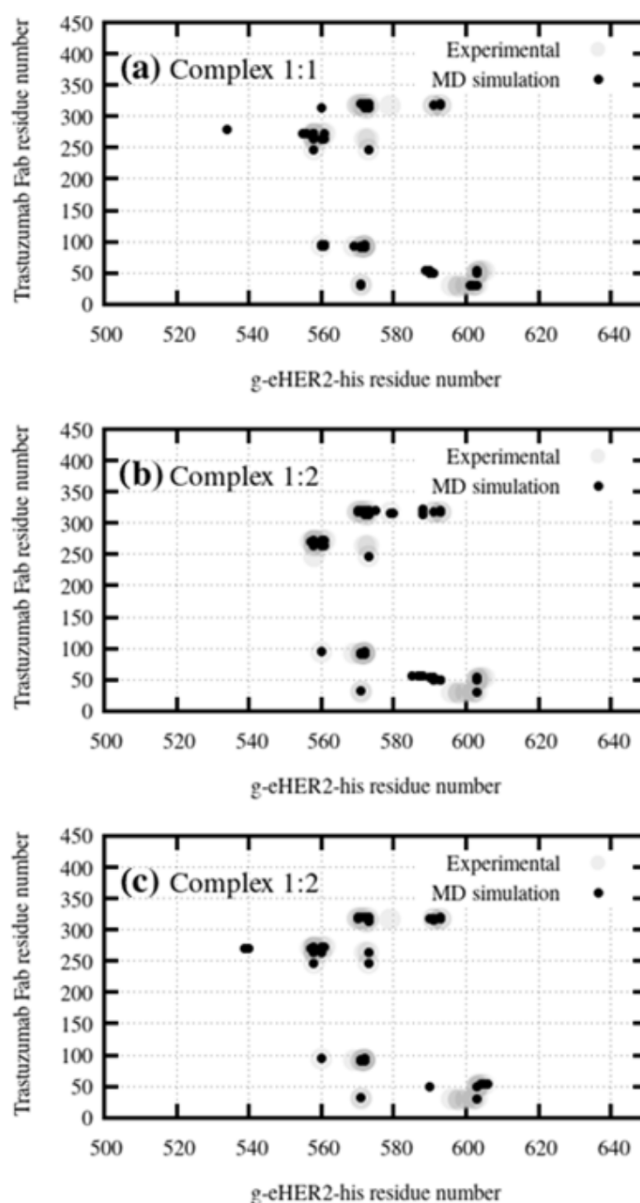 450
400
350
300
250
200
150
100
50
0
Trastuzumab Fab residue number
(a) Complex 1:1
Experimental
MD simulation
500 520 540 560 580 600 620 640
g-eHER2-his residue number
450
400
350
300
250
200
150
100
50
0
Trastuzumab Fab residue number
(b) Complex 1:2
Experimental
MD simulation
500 520 540 560 580 600 620 640
g-eHER2-his residue number
450
400
350
300
250
200
150
100
50
0
Trastuzumab Fab residue number
(c) Complex 1:2
Experimental
MD simulation
500 520 540 560 580 600 620 640
g-eHER2-his residue number